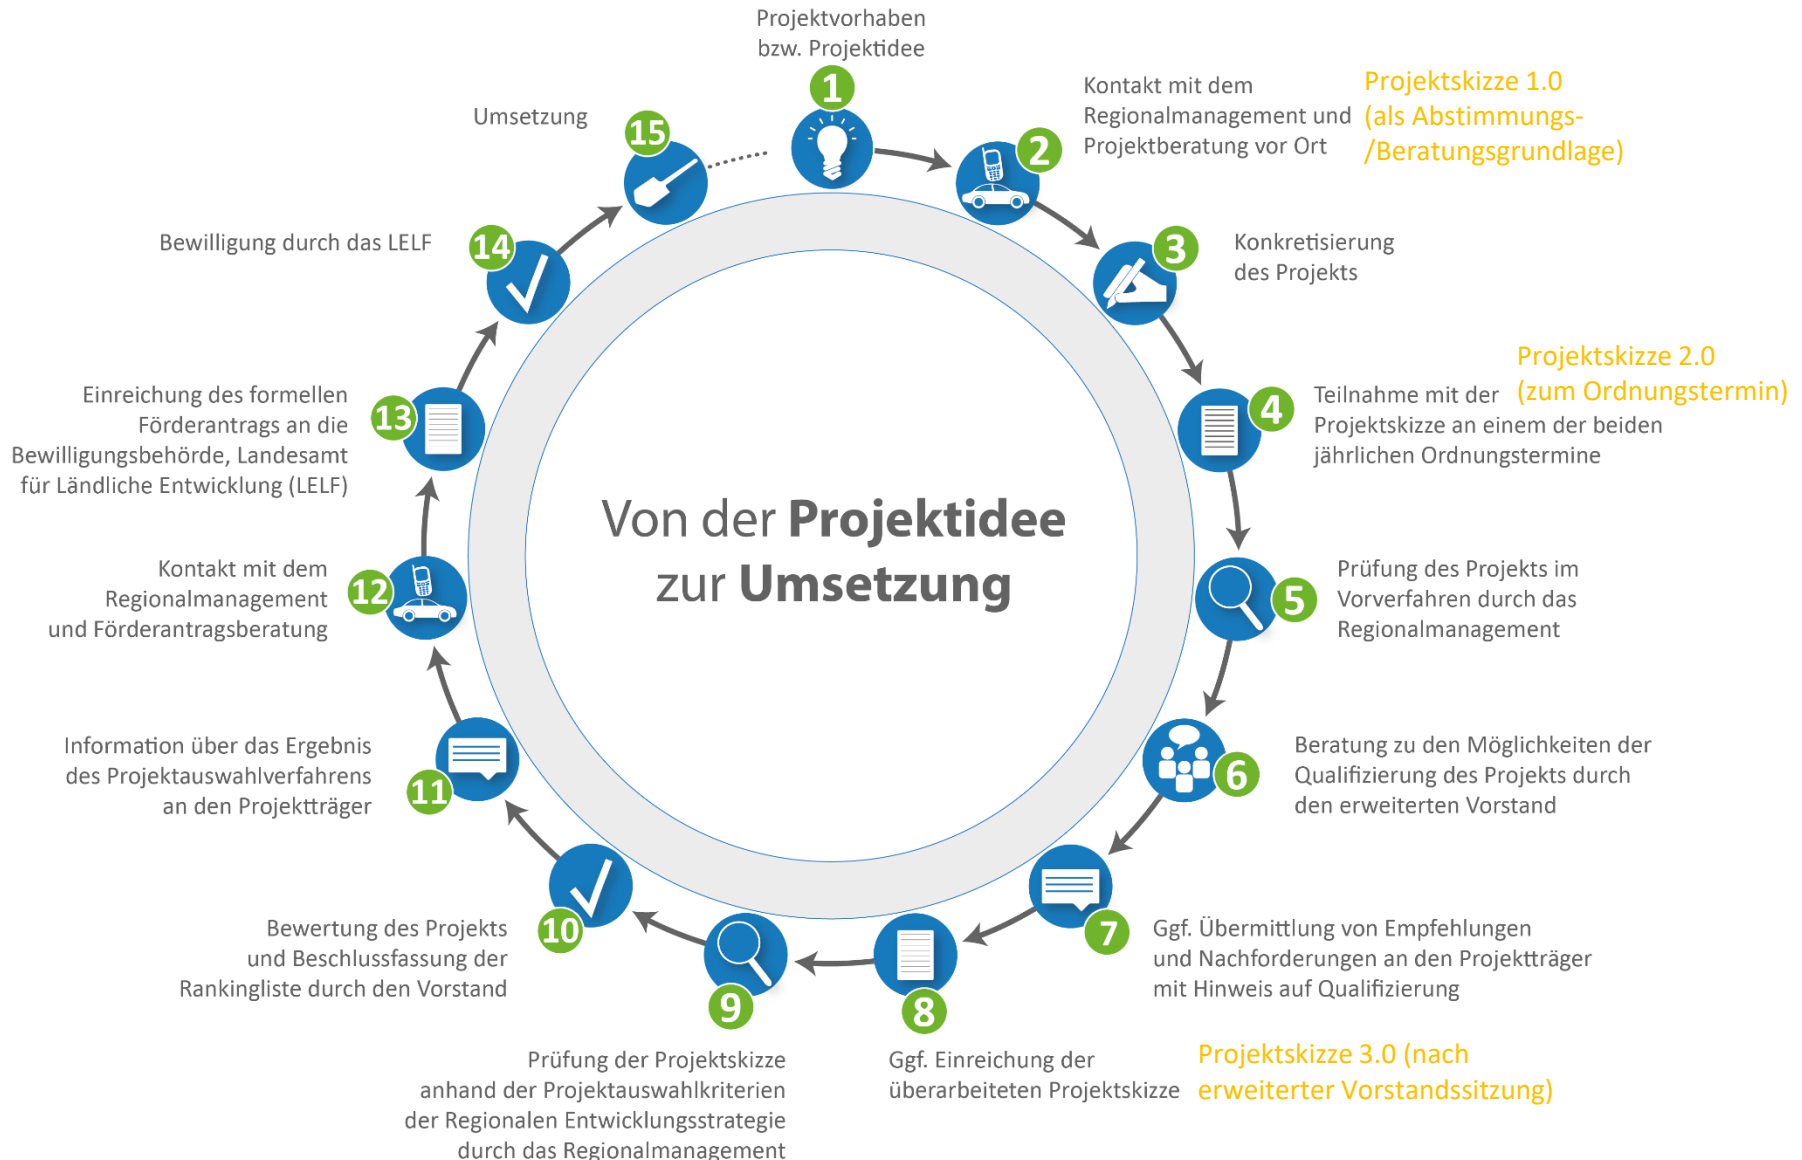 Projektvorhaben
bzw. Projektidee
1
Kontakt mit dem
Regionalmanagement und
Projektberatung vor Ort
2
Projektskizze 1.0
(als Abstimmungs-
/Beratungsgrundlage)
3
Konkretisierung
des Projekts
Projektskizze 2.0
(zum Ordnungstermin)
4
Teilnahme mit der
Projektskizze an einem der beiden
jährlichen Ordnungstermine
5
Prüfung des Projekts im
Vorverfahren durch das
Regionalmanagement
6
Beratung zu den Möglichkeiten der
Qualifizierung des Projekts durch
den erweiterten Vorstand
7
Ggf. Übermittlung von Empfehlungen
und Nachforderungen an den Projektträger
mit Hinweis auf Qualifizierung
8
Ggf. Einreichung der
überarbeiteten Projektskizze
Projektskizze 3.0 (nach
erweiterter Vorstandssitzung)
9
Prüfung der Projektskizze
anhand der Projektauswahlkriterien
der Regionalen Entwicklungsstrategie
durch das Regionalmanagement
10
Bewertung des Projekts
und Beschlussfassung der
Rankingliste durch den Vorstand
11
Information über das Ergebnis
des Projektauswahlverfahrens
an den Projektträger
12
Kontakt mit dem
Regionalmanagement
und Förderantragsberatung
13
Einreichung des formellen
Förderantrags an die
Bewilligungsbehörde, Landesamt
für Ländliche Entwicklung (LELF)
14
Bewilligung durch das LELF
15
Umsetzung
Von der Projektidee
zur Umsetzung